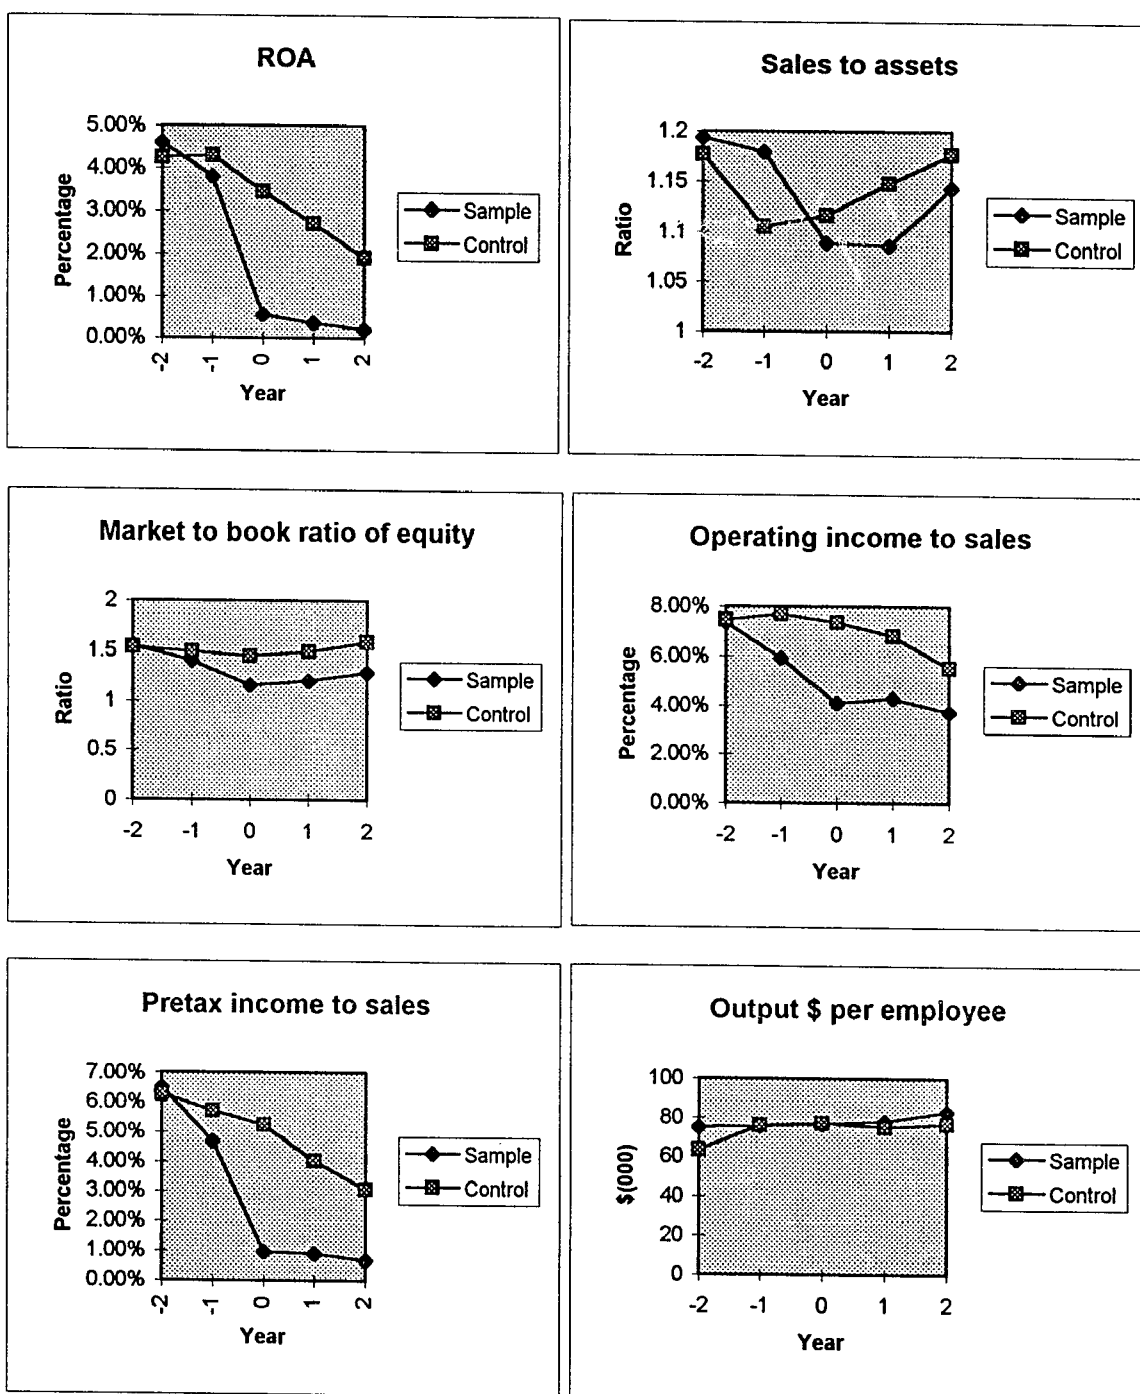 ROA
5.00%
4.00%
3.00%
2.00%
1.00%
0.00%
Percentage
-2 -1 0 1 2
Year
Sample
Control
Sales to assets
1.2
1.15
1.1
1.05
1
Ratio
-2 -1 0 1 2
Year
Sample
Control
Market to book ratio of equity
2
1.5
1
0.5
0
Ratio
-2 -1 0 1 2
Year
Sample
Control
Operating income to sales
8.00%
6.00%
4.00%
2.00%
0.00%
Percentage
-2 -1 0 1 2
Year
Sample
Control
Pretax income to sales
7.00%
6.00%
5.00%
4.00%
3.00%
2.00%
1.00%
0.00%
Percentage
-2 -1 0 1 2
Year
Sample
Control
Output $ per employee
100
80
60
40
20
0
$(000)
-2 -1 0 1 2
Year
Sample
Control